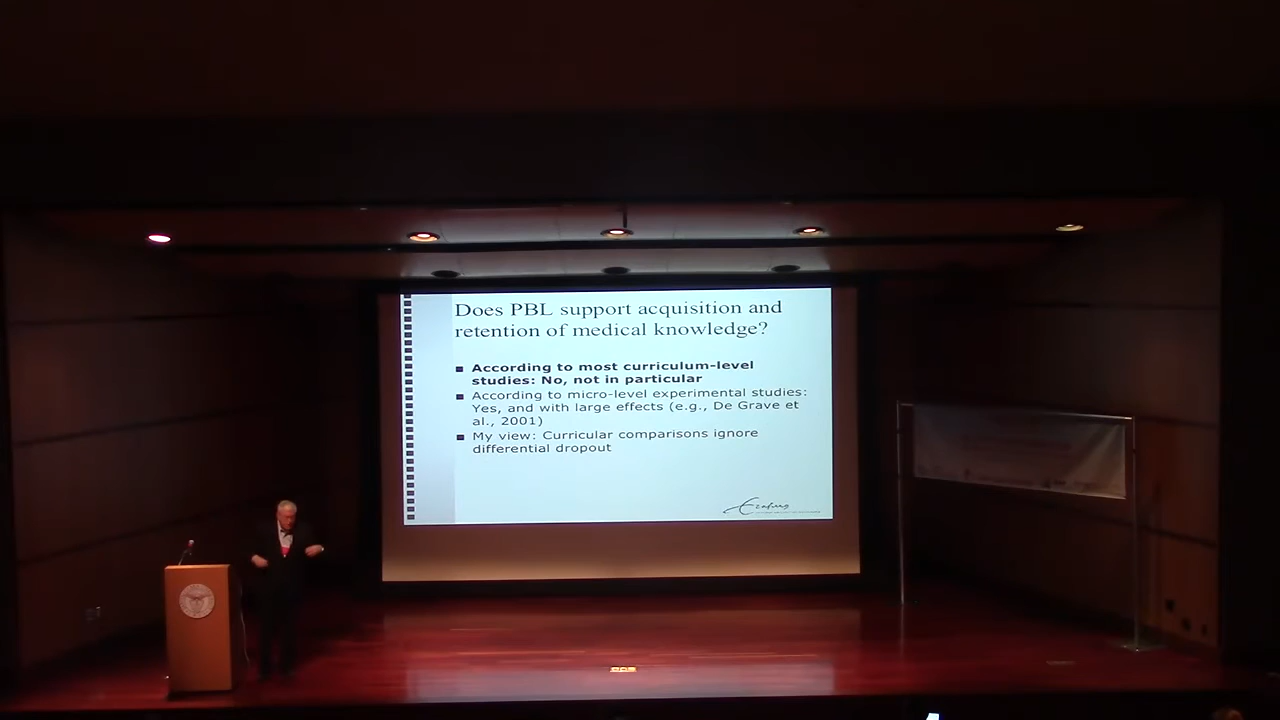 Does PBL support acquisition and
retention of medical knowledge?
According to most curriculum-level
studies: No, not in particular
According to micro-level experimental studies:
Yes, and with large effects (e.g., De Grave et
al., 2001)
My view: Curricular comparisons ignore
differential dropout
Erasmus